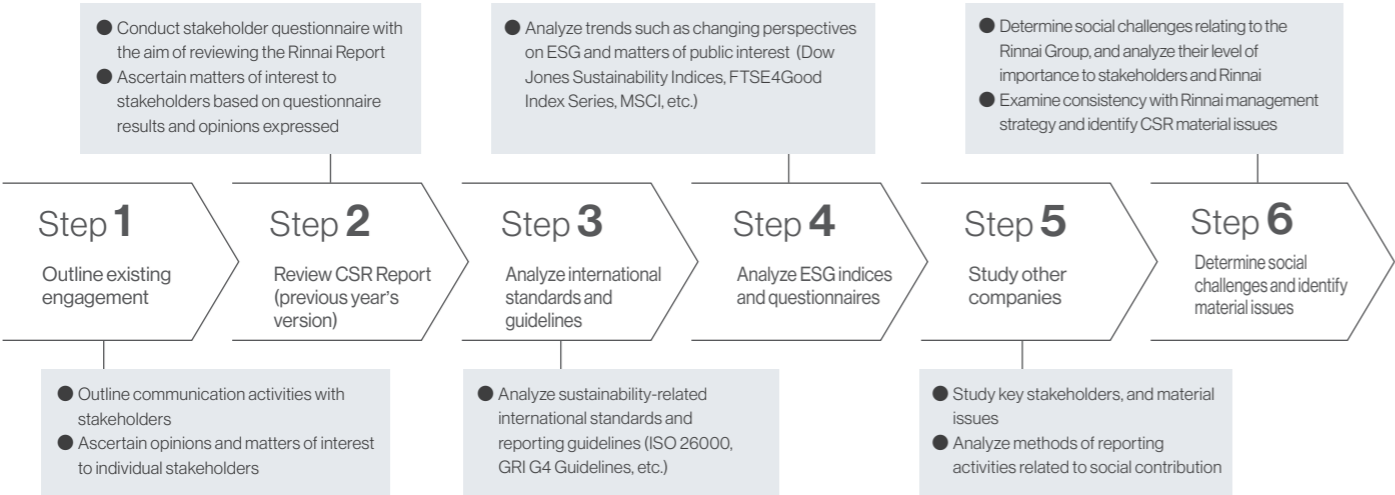 ● Conduct stakeholder questionnaire with
the aim of reviewing the Rinnai Report
● Ascertain matters of interest to
stakeholders based on questionnaire
results and opinions expressed
● Analyze trends such as changing perspectives
on ESG and matters of public interest (Dow
Jones Sustainability Indices, FTSE4Good
Index Series, MSCI, etc.)
● Determine social challenges relating to the
Rinnai Group, and analyze their level of
importance to stakeholders and Rinnai
● Examine consistency with Rinnai management
strategy and identify CSR material issues
Step 1
Outline existing
engagement
Step 2
Review CSR Report
(previous year's
version)
Step 3
Analyze international
standards and
guidelines
Step 4
Analyze ESG indices
and questionnaires
Step 5
Study other
companies
Step 6
Determine social
challenges and identify
material issues
● Outline communication activities with
stakeholders
● Ascertain opinions and matters of interest
to individual stakeholders
● Analyze sustainability-related
international standards and
reporting guidelines (ISO 26000,
GRI G4 Guidelines, etc.)
● Study key stakeholders, and material
issues
● Analyze methods of reporting
activities related to social contribution